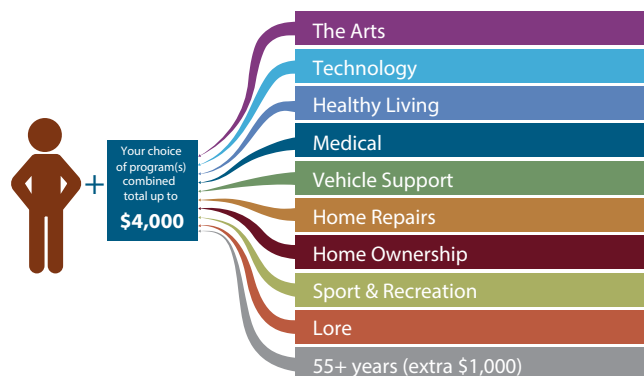 The Arts
Technology
Healthy Living
Medical
Vehicle Support
Home Repairs
Home Ownership
Sport & Recreation
Lore
55+ years (extra $1,000)
+
Your choice
of program(s)
combined
total up to
$4,000